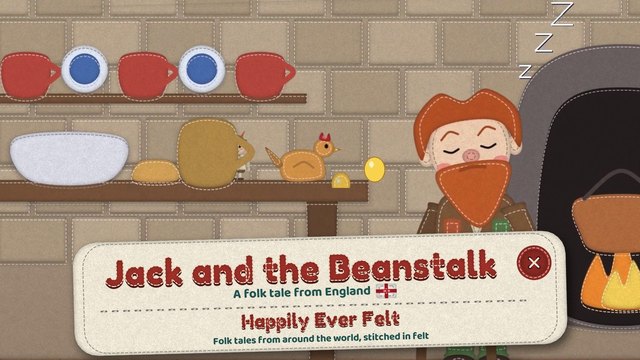 Z
Z
Z
Jack and the Beanstalk
A folk tale from England
Happily Ever Felt
Folk tales from around the world, stitched in felt